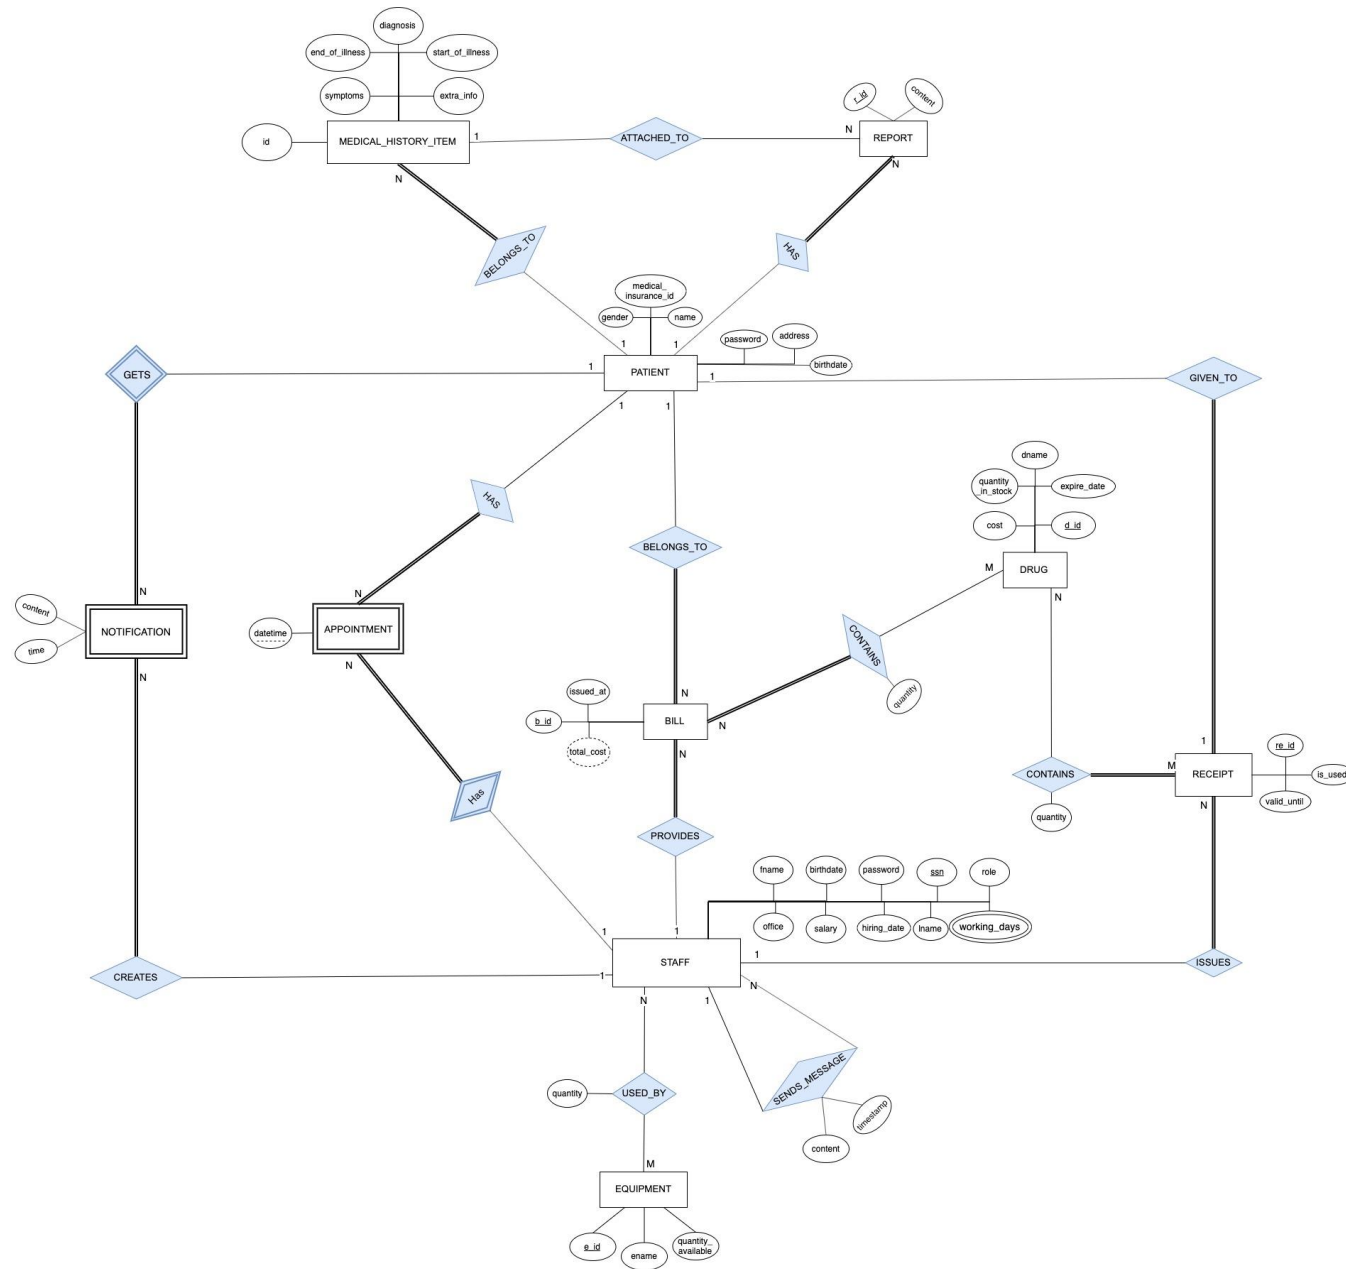 diagnosis
end_of_illness
start_of_illness
symptoms
extra_info
r_id
content
id
MEDICAL_HISTORY_ITEM
1
ATTACHED_TO
N
REPORT
N
N
BELONGS_TO
HAS
medical_
insurance_id
gender
name
password
address
birthdate
1
1
GETS
1
PATIENT
1
GIVEN_TO
1
1
HAS
dname
quantity
_in_stock
expire_date
cost
d_id
BELONGS_TO
M
DRUG
N
N
N
content
NOTIFICATION
time
datetime
APPOINTMENT
N
N
CONTAINS
quantity
issued_at
N
b_id
BILL
N
total_cost
N
1
re_id
M
RECEIPT
is_used
N
valid_until
CONTAINS
quantity
Has
PROVIDES
fname
birthdate
password
ssn
role
office
salary
hiring_date
lname
working_days
1
1
STAFF
1
ISSUES
CREATES
1
N
1
N
quantity
USED_BY
SENDS_MESSAGE
timestamp
content
M
EQUIPMENT
e_id
ename
quantity_
available